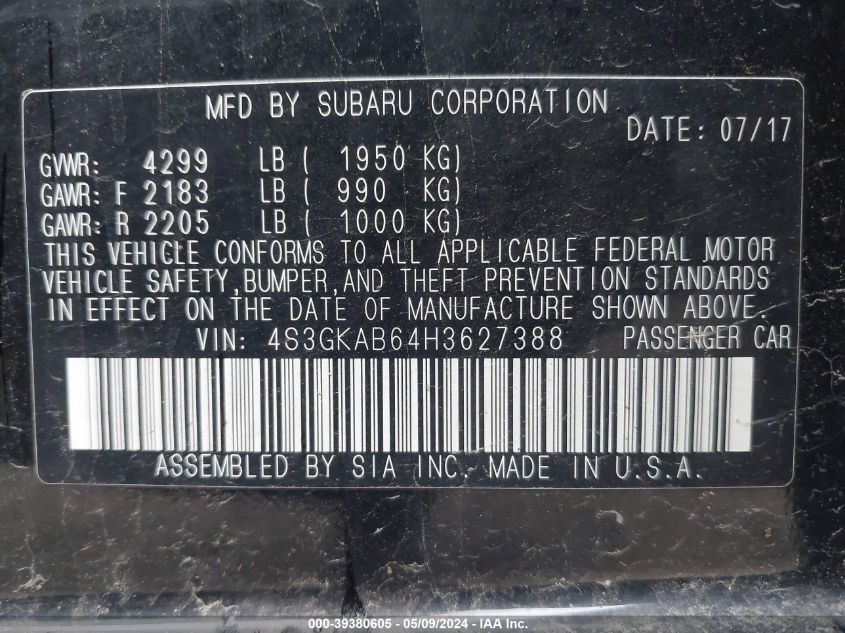 MFD BY SUBARU CORPORATION
DATE: 07/17
GVWR: 4299 LB ( 1950 KG)
GAWR: F 2183 LB ( 990 KG)
GAWR: R 2205 LB ( 1000 KG)
THIS VEHICLE CONFORMS TO ALL APPLICABLE FEDERAL MOTOR
VEHICLE SAFETY,BUMPER,AND THEFT PREVENTION STANDARDS
IN EFFECT ON THE DATE OF MANUFACTURE SHOWN ABOVE.
VIN: 4S3GKAB64H3627388 PASSENGER CAR
ASSEMBLED BY SIA INC. MADE IN U.S.A.
000-39380605 - 05/09/2024 - IAA Inc.